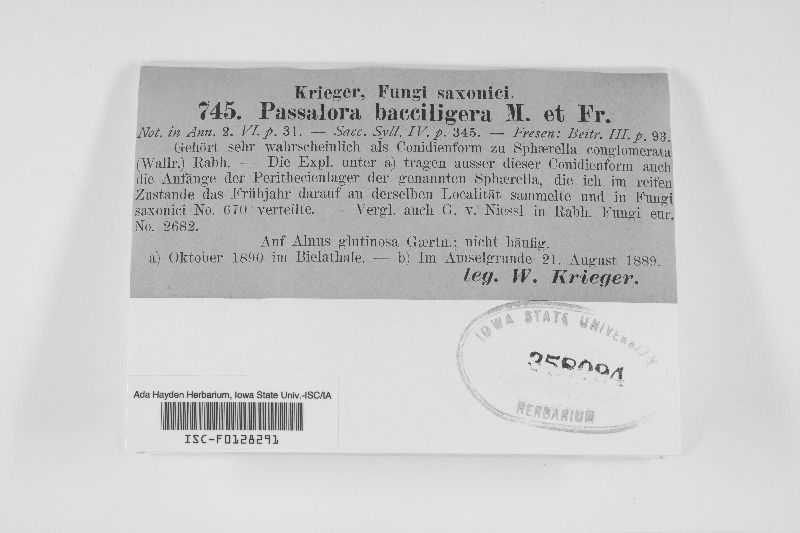 Krieger, Fungi saxonici.
745. Passalora bacciligera M. et Fr.
Not. in Ann. 2. VI. p. 31. — Sacc. Syll. IV. p. 345. — Fresen: Beitr. III. p. 93.
Gehört sehr wahrscheinlich als Conidienform zu Sphærella conglomerata
(Wallr.) Rabh. — Die Expl. unter a) tragen ausser dieser Conidienform auch
die Anfänge der Perithecienlager der genannten Sphærella, die ich im reifen
Zustande das Frühjahr darauf an derselben Localität sammelte und in Fungi
saxonici No. 670 verteilte. — Vergl. auch G. v. Niessl in Rabh. Fungi eur.
No. 2682.
Auf Alnus glutinosa Gærtn.; nicht häufig.
a) Oktober 1890 im Bielathale. — b) Im Amselgrunde 21. August 1889.
leg. W. Krieger.
IOWA STATE UNIVERSITY
358094
HERBARIUM
Ada Hayden Herbarium, Iowa State Univ.-ISC/IA
ISC-F0128291